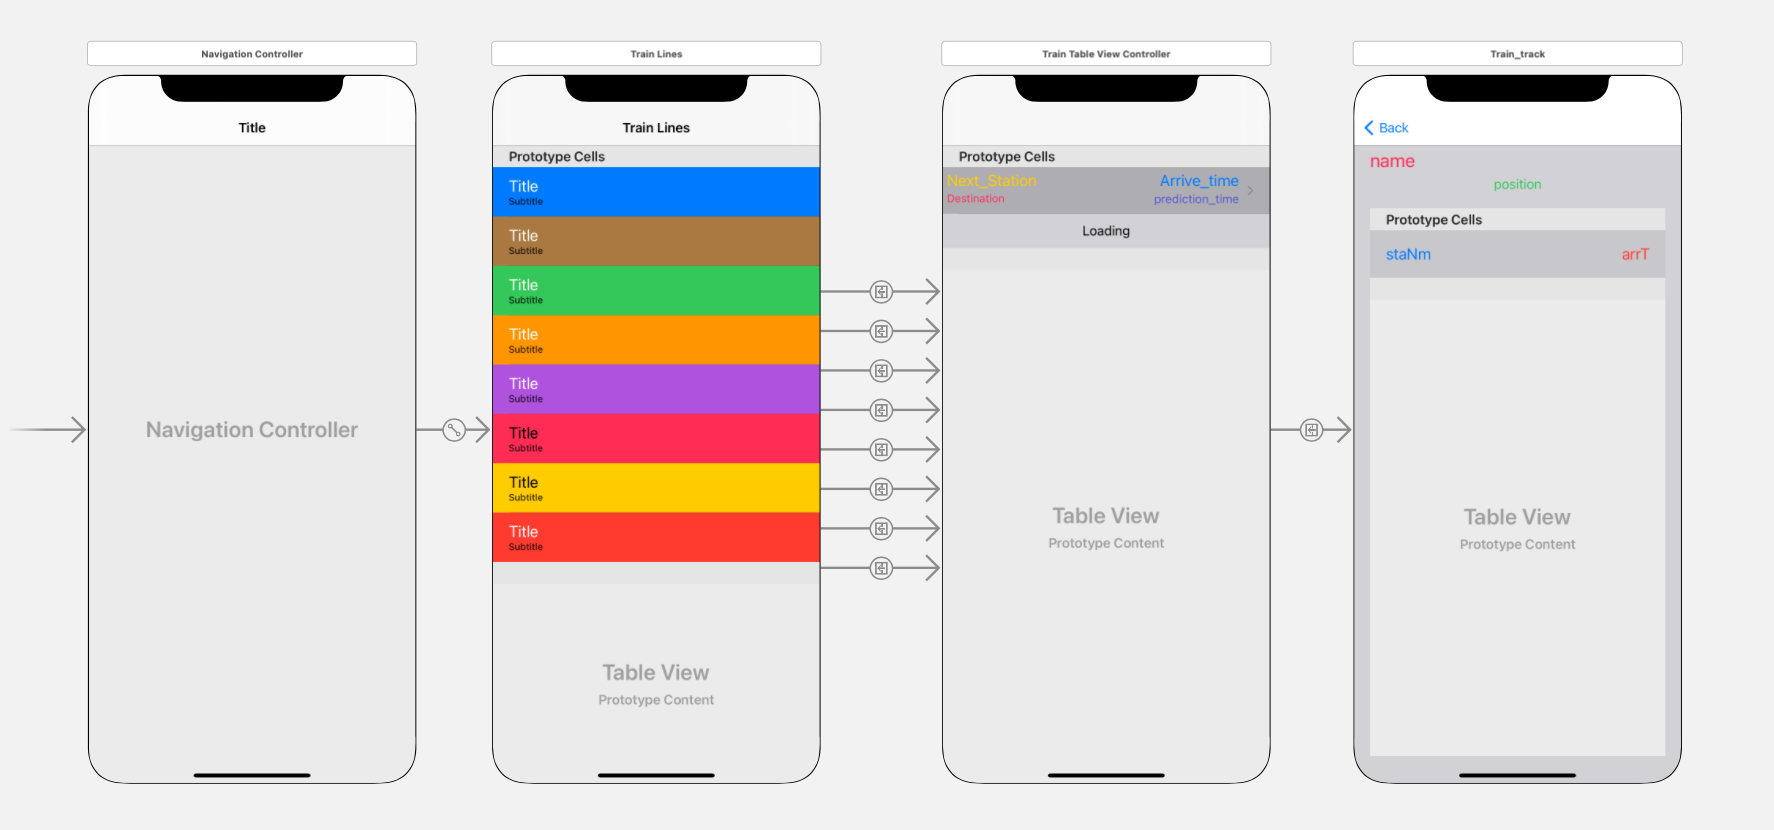 Navigation Controller
Title
Navigation Controller
Train Lines
Train Lines
Prototype Cells
Title
Subtitle
Title
Subtitle
Title
Subtitle
Title
Subtitle
Title
Subtitle
Title
Subtitle
Title
Subtitle
Title
Subtitle
Table View
Prototype Content
Train Table View Controller
Prototype Cells
Next_Station Arrive_time
Destination prediction_time
Loading
Table View
Prototype Content
Train_track
Back
name
position
Prototype Cells
staNm arrT
Table View
Prototype Content